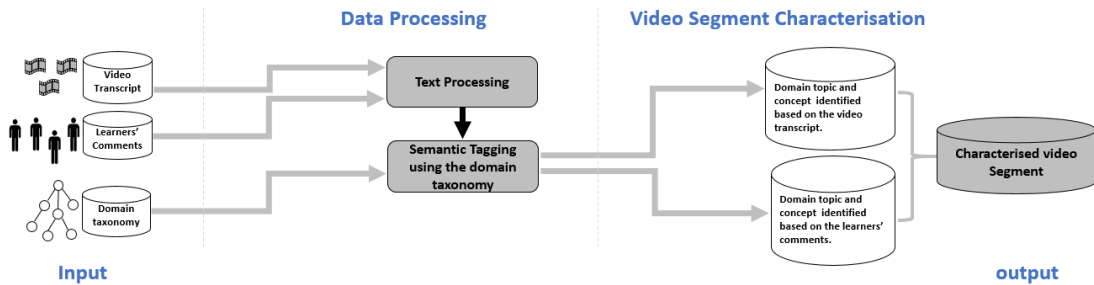 Data Processing
Video Segment Characterisation
Video
Transcript
Learners'
Comments
Domain
taxonomy
Input
Text Processing
Semantic Tagging
using the domain
taxonomy
Domain topic and
concept identified
based on the video
transcript.
Domain topic and
concept identified
based on the learners'
comments.
Characterised video
Segment
output